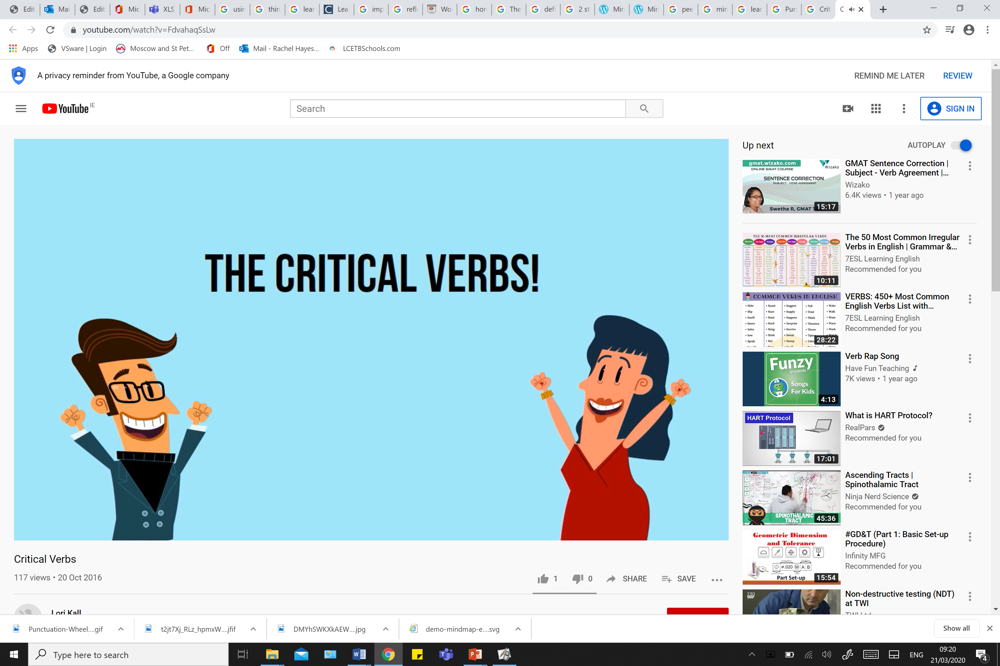 Edit
Mai
Edit
Mic
XLS
Mic
usin
thin
lear
Lea
imp
refl
Wo
hon
The
defi
2 st
Min
Min
pee
min
lear
Pun
Crit
C
youtube.com/watch?v=FdvahaqSsLw
Apps
VSware | Login
Moscow and St Pet...
Off
Mail - Rachel Hayes...
LCETBSchools.com
A privacy reminder from YouTube, a Google company
REMIND ME LATER
REVIEW
YouTube IE
Search
SIGN IN
THE CRITICAL VERBS!
Critical Verbs
117 views • 20 Oct 2016
1
0
SHARE
SAVE
Lori Kall
Up next
AUTOPLAY
gmat.wizako.com
Wizako
ONLINE GMAT COURSE
SENTENCE CORRECTION
SUBJECT - VERB AGREEMENT
Swetha R, GMAT
15:17
GMAT Sentence Correction |
Subject - Verb Agreement |...
Wizako
6.4K views • 1 year ago
THE 50 MOST COMMON IRREGULAR VERBS
10:11
The 50 Most Common Irregular
Verbs in English | Grammar &...
7ESL Learning English
Recommended for you
COMMON VERBS IN ENGLISH
• Slide • Stand • Suggest • Tell • Wake
• Slip • Start • Supply • Tend • Walk
• Smell • Steal • Suppose • Think • Want
• Snore • Stick • Surprise • Threaten • Warn
• Solve • Sting • Survive • Throw • Wash
• Sow • Stink • Swear
• Speak • Stir • Sweep
28:22
VERBS: 450+ Most Common
English Verbs List with...
7ESL Learning English
Recommended for you
Funzy
presents
Songs
For Kids
4:13
Verb Rap Song
Have Fun Teaching
7K views • 1 year ago
HART Protocol
17:01
What is HART Protocol?
RealPars
Recommended for you
NINJA NERD SCIENCE
SPINOTHALAMIC
TRACT
45:36
Ascending Tracts |
Spinothalamic Tract
Ninja Nerd Science
Recommended for you
Geometric Dimension
and Tolerance
A
⌀.020 Ⓜ A B
Part Set-up
15:54
#GD&T (Part 1: Basic Set-up
Procedure)
Infinity MFG
Recommended for you
TWI
Non-destructive testing (NDT)
at TWI
TWI Ltd
Punctuation-Wheel....gif
t2jt7Xj_RLz_hpmxW....jfif
DMYhSWKXkAEW....jpg
demo-mindmap-e....svg
Show all
Type here to search
ENG
09:20
21/03/2020
4